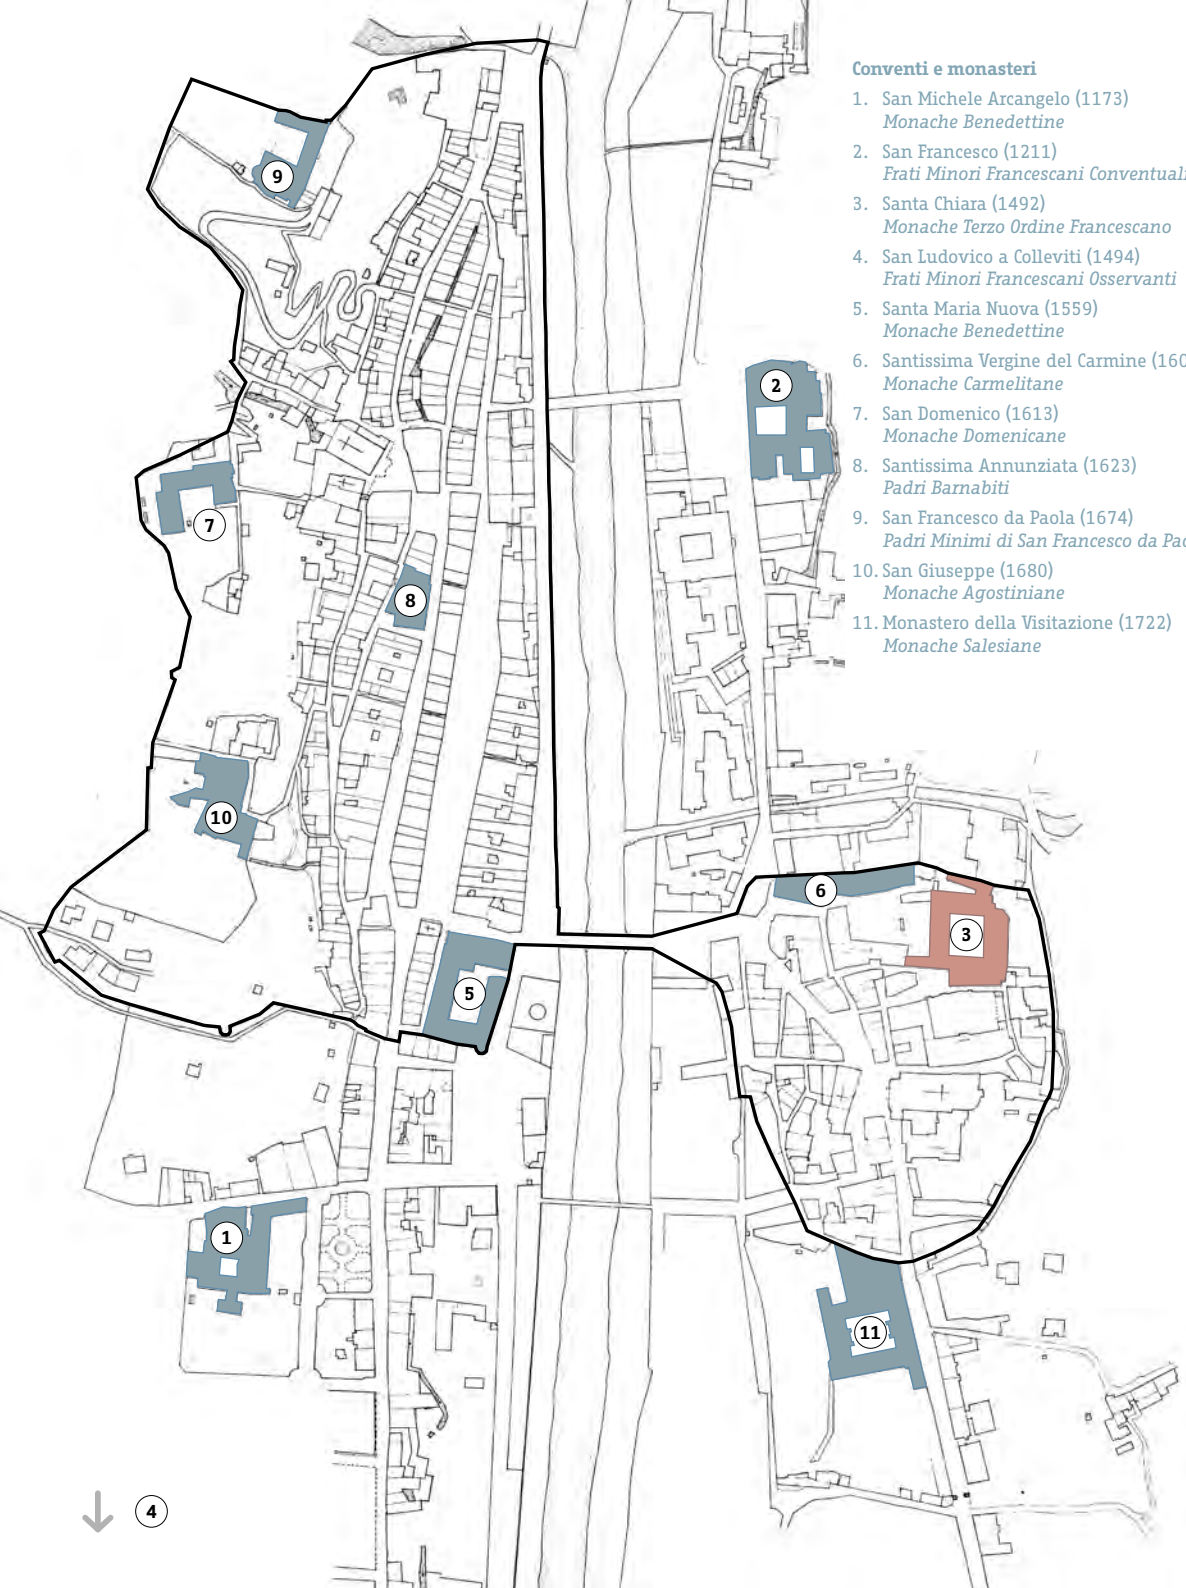 Conventi e monasteri
1. San Michele Arcangelo (1173)
Monache Benedettine
2. San Francesco (1211)
Frati Minori Francescani Conventuali
3. Santa Chiara (1492)
Monache Terzo Ordine Francescano
4. San Ludovico a Colleviti (1494)
Frati Minori Francescani Osservanti
5. Santa Maria Nuova (1559)
Monache Benedettine
6. Santissima Vergine del Carmine (160
Monache Carmelitane
7. San Domenico (1613)
Monache Domenicane
8. Santissima Annunziata (1623)
Padri Barnabiti
9. San Francesco da Paola (1674)
Padri Minimi di San Francesco da Pao
10. San Giuseppe (1680)
Monache Agostiniane
11. Monastero della Visitazione (1722)
Monache Salesiane
9
2
7
8
10
6
3
5
1
11
4